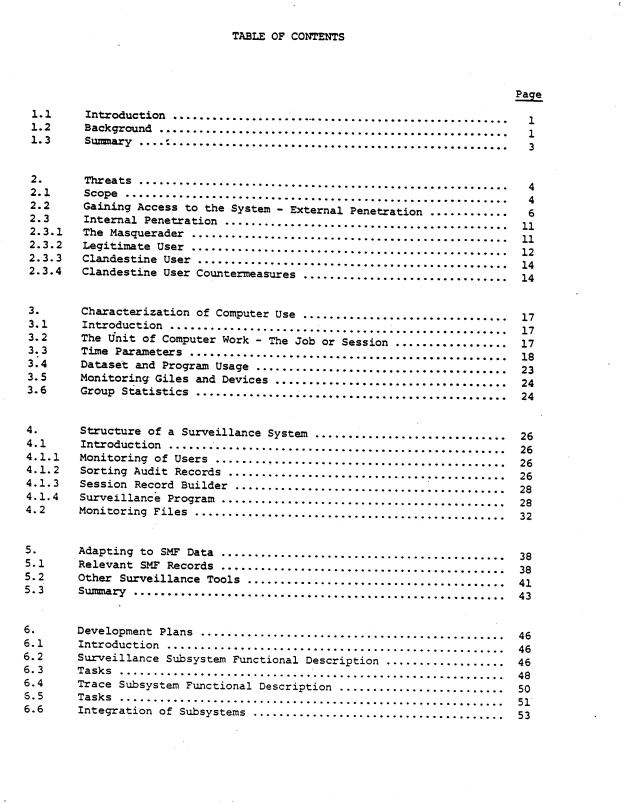 TABLE OF CONTENTS
Page
1.1 Introduction ................................................ 1
1.2 Background .................................................. 1
1.3 Summary ..................................................... 3
2. Threats ..................................................... 4
2.1 Scope ....................................................... 4
2.2 Gaining Access to the System - External Penetration ............ 6
2.3 Internal Penetration ........................................ 11
2.3.1 The Masquerader ............................................. 11
2.3.2 Legitimate User ............................................. 12
2.3.3 Clandestine User ............................................ 14
2.3.4 Clandestine User Countermeasures ............................ 14
3. Characterization of Computer Use ............................ 17
3.1 Introduction ................................................ 17
3.2 The Unit of Computer Work - The Job or Session ................ 17
3.3 Time Parameters ............................................. 18
3.4 Dataset and Program Usage ................................... 23
3.5 Monitoring Giles and Devices ................................ 24
3.6 Group Statistics ............................................ 24
4. Structure of a Surveillance System .......................... 26
4.1 Introduction ................................................ 26
4.1.1 Monitoring of Users ......................................... 26
4.1.2 Sorting Audit Records ....................................... 26
4.1.3 Session Record Builder ...................................... 28
4.1.4 Surveillance Program ........................................ 28
4.2 Monitoring Files ............................................ 32
5. Adapting to SMF Data ........................................ 38
5.1 Relevant SMF Records ........................................ 38
5.2 Other Surveillance Tools .................................... 41
5.3 Summary ..................................................... 43
6. Development Plans ........................................... 46
6.1 Introduction ................................................ 46
6.2 Surveillance Subsystem Functional Description ................. 46
6.3 Tasks ....................................................... 48
6.4 Trace Subsystem Functional Description ....................... 50
6.5 Tasks ....................................................... 51
6.6 Integration of Subsystems ................................... 53